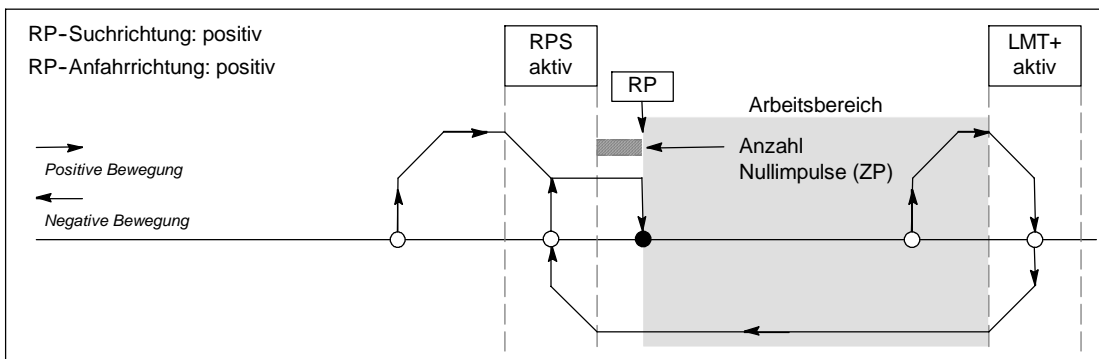 RP-Suchrichtung: positiv
RP-Anfahrrichtung: positiv
RPS
aktiv
LMT+
aktiv
RP
Arbeitsbereich
Anzahl
Nullimpulse (ZP)
Positive Bewegung
Negative Bewegung